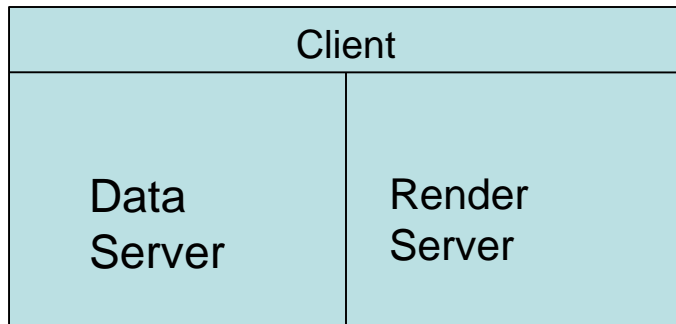 Client
Data
Server
Render
Server